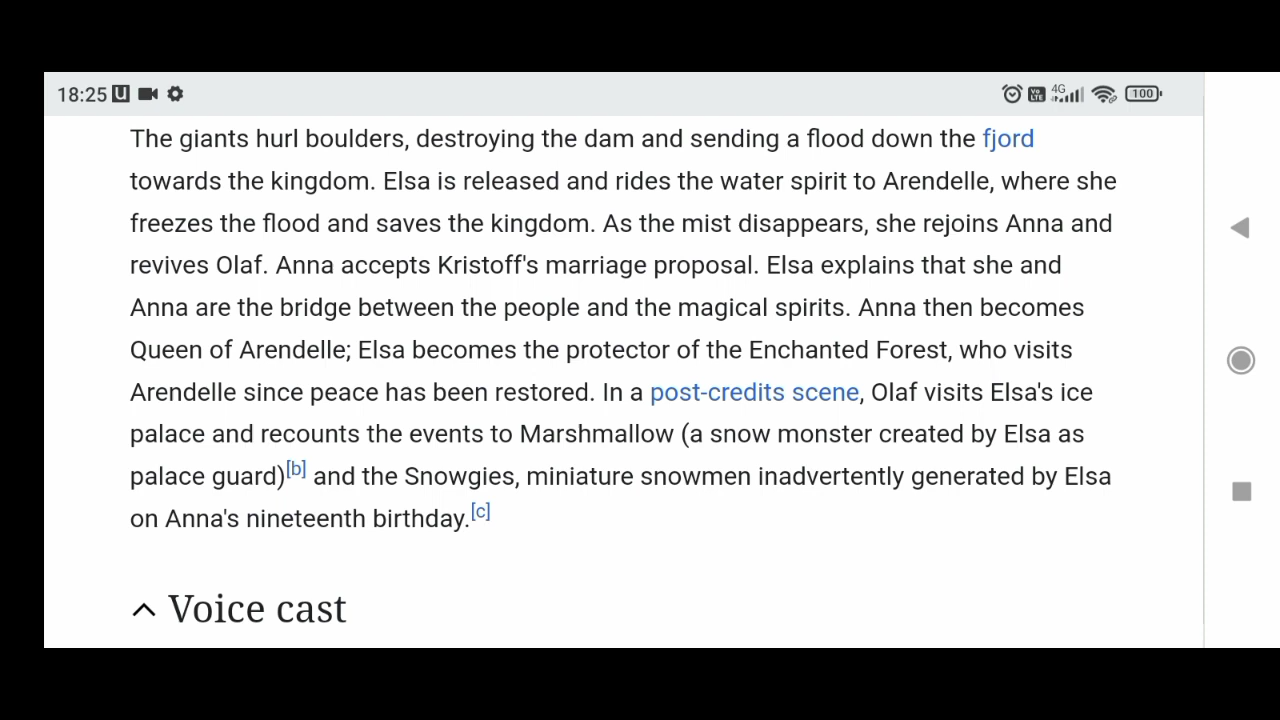 18:25 U VoLTE 4G 100
The giants hurl boulders, destroying the dam and sending a flood down the fjord
towards the kingdom. Elsa is released and rides the water spirit to Arendelle, where she
freezes the flood and saves the kingdom. As the mist disappears, she rejoins Anna and
revives Olaf. Anna accepts Kristoff's marriage proposal. Elsa explains that she and
Anna are the bridge between the people and the magical spirits. Anna then becomes
Queen of Arendelle; Elsa becomes the protector of the Enchanted Forest, who visits
Arendelle since peace has been restored. In a post-credits scene, Olaf visits Elsa's ice
palace and recounts the events to Marshmallow (a snow monster created by Elsa as
palace guard)[b] and the Snowgies, miniature snowmen inadvertently generated by Elsa
on Anna's nineteenth birthday.[c]
Voice cast